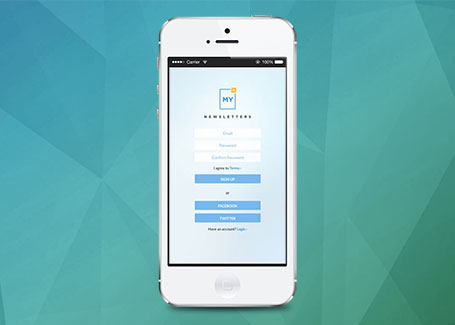 Carrier
100%
MY
NEWSLETTERS
Email
Password
Confirm Password
I agree to Terms
SIGN UP
or
FACEBOOK
TWITTER
Have an account? Login